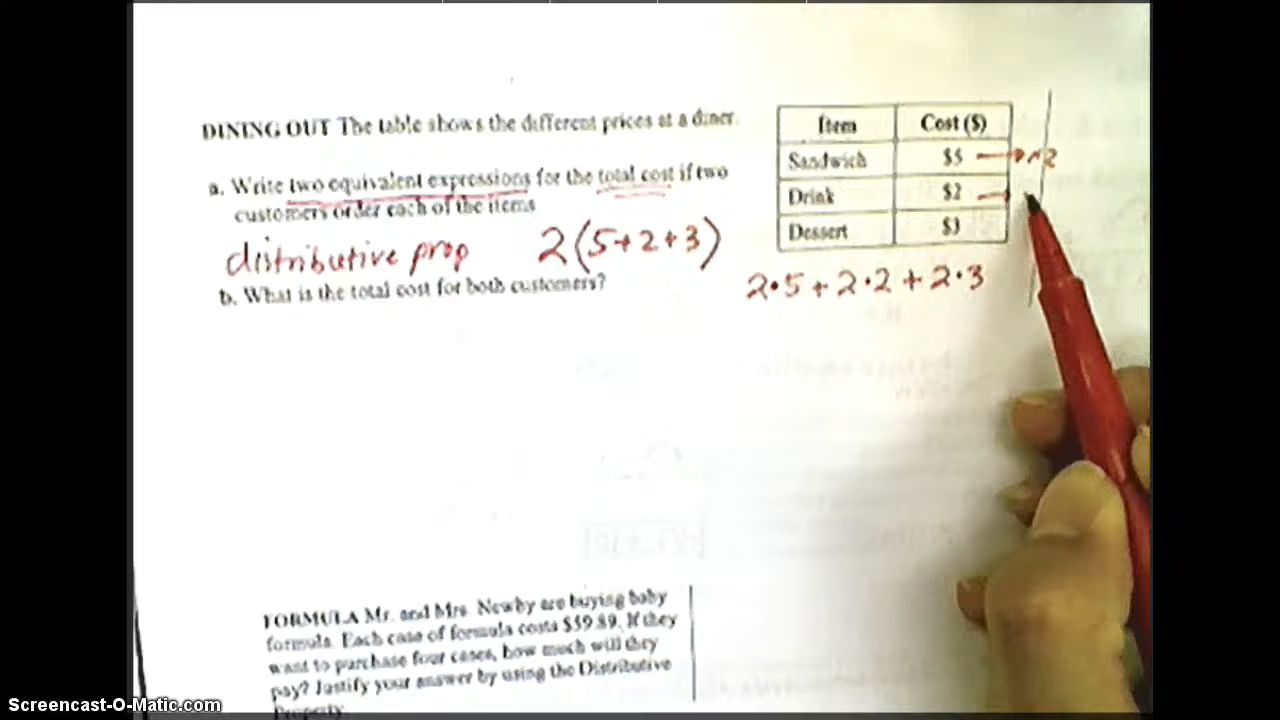 DINING OUT The table shows the different prices at a diner.
a. Write two equivalent expressions for the total cost if two
customers order each of the items
distributive prop 2(5+2+3)
b. What is the total cost for both customers?
Item Cost ($)
Sandwich $5 ×2
Drink $2
Dessert $3
2•5+2•2+2•3
FORMULA Mr. and Mrs. Newby are buying baby
formula. Each case of formula costs $59.89. If they
want to purchase four cases, how much will they
pay? Justify your answer by using the Distributive
Property
Screencast-O-Matic.com